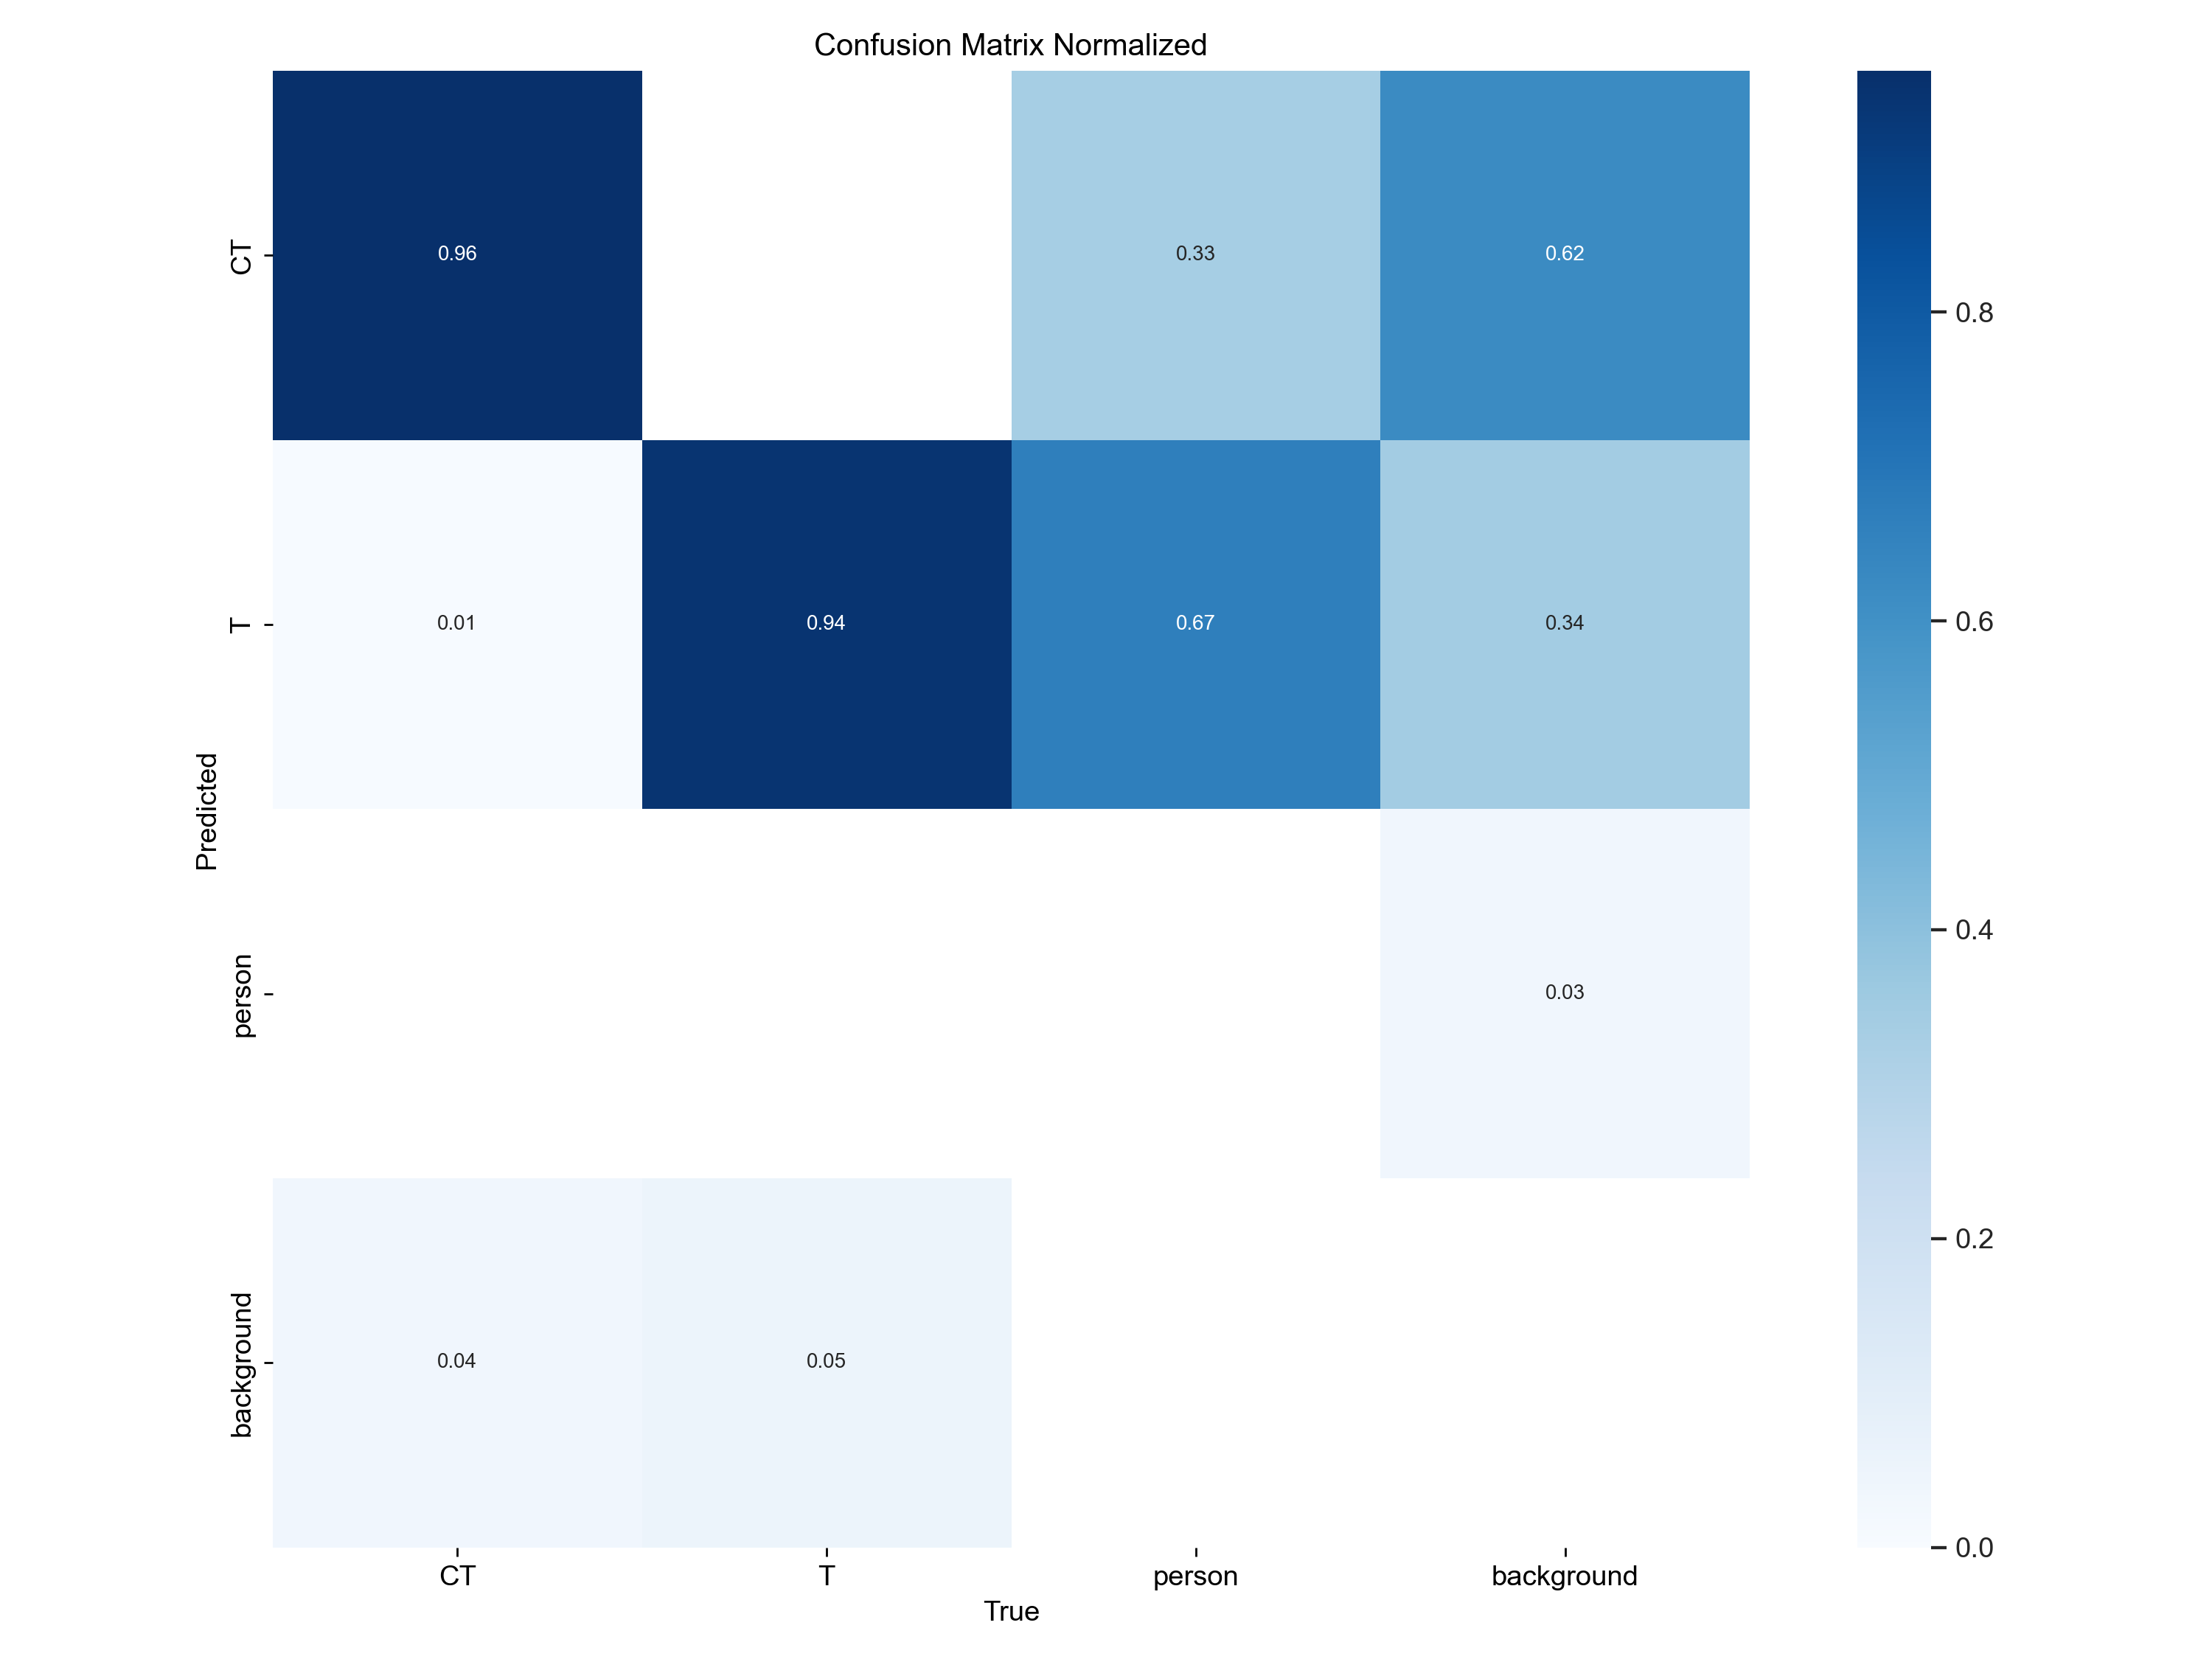 Confusion Matrix Normalized
CT
0.96
0.33
0.62
0.8
T
0.01
0.94
0.67
0.34
0.6
Predicted
0.4
person
0.03
0.2
background
0.04
0.05
0.0
CT
T
person
background
True